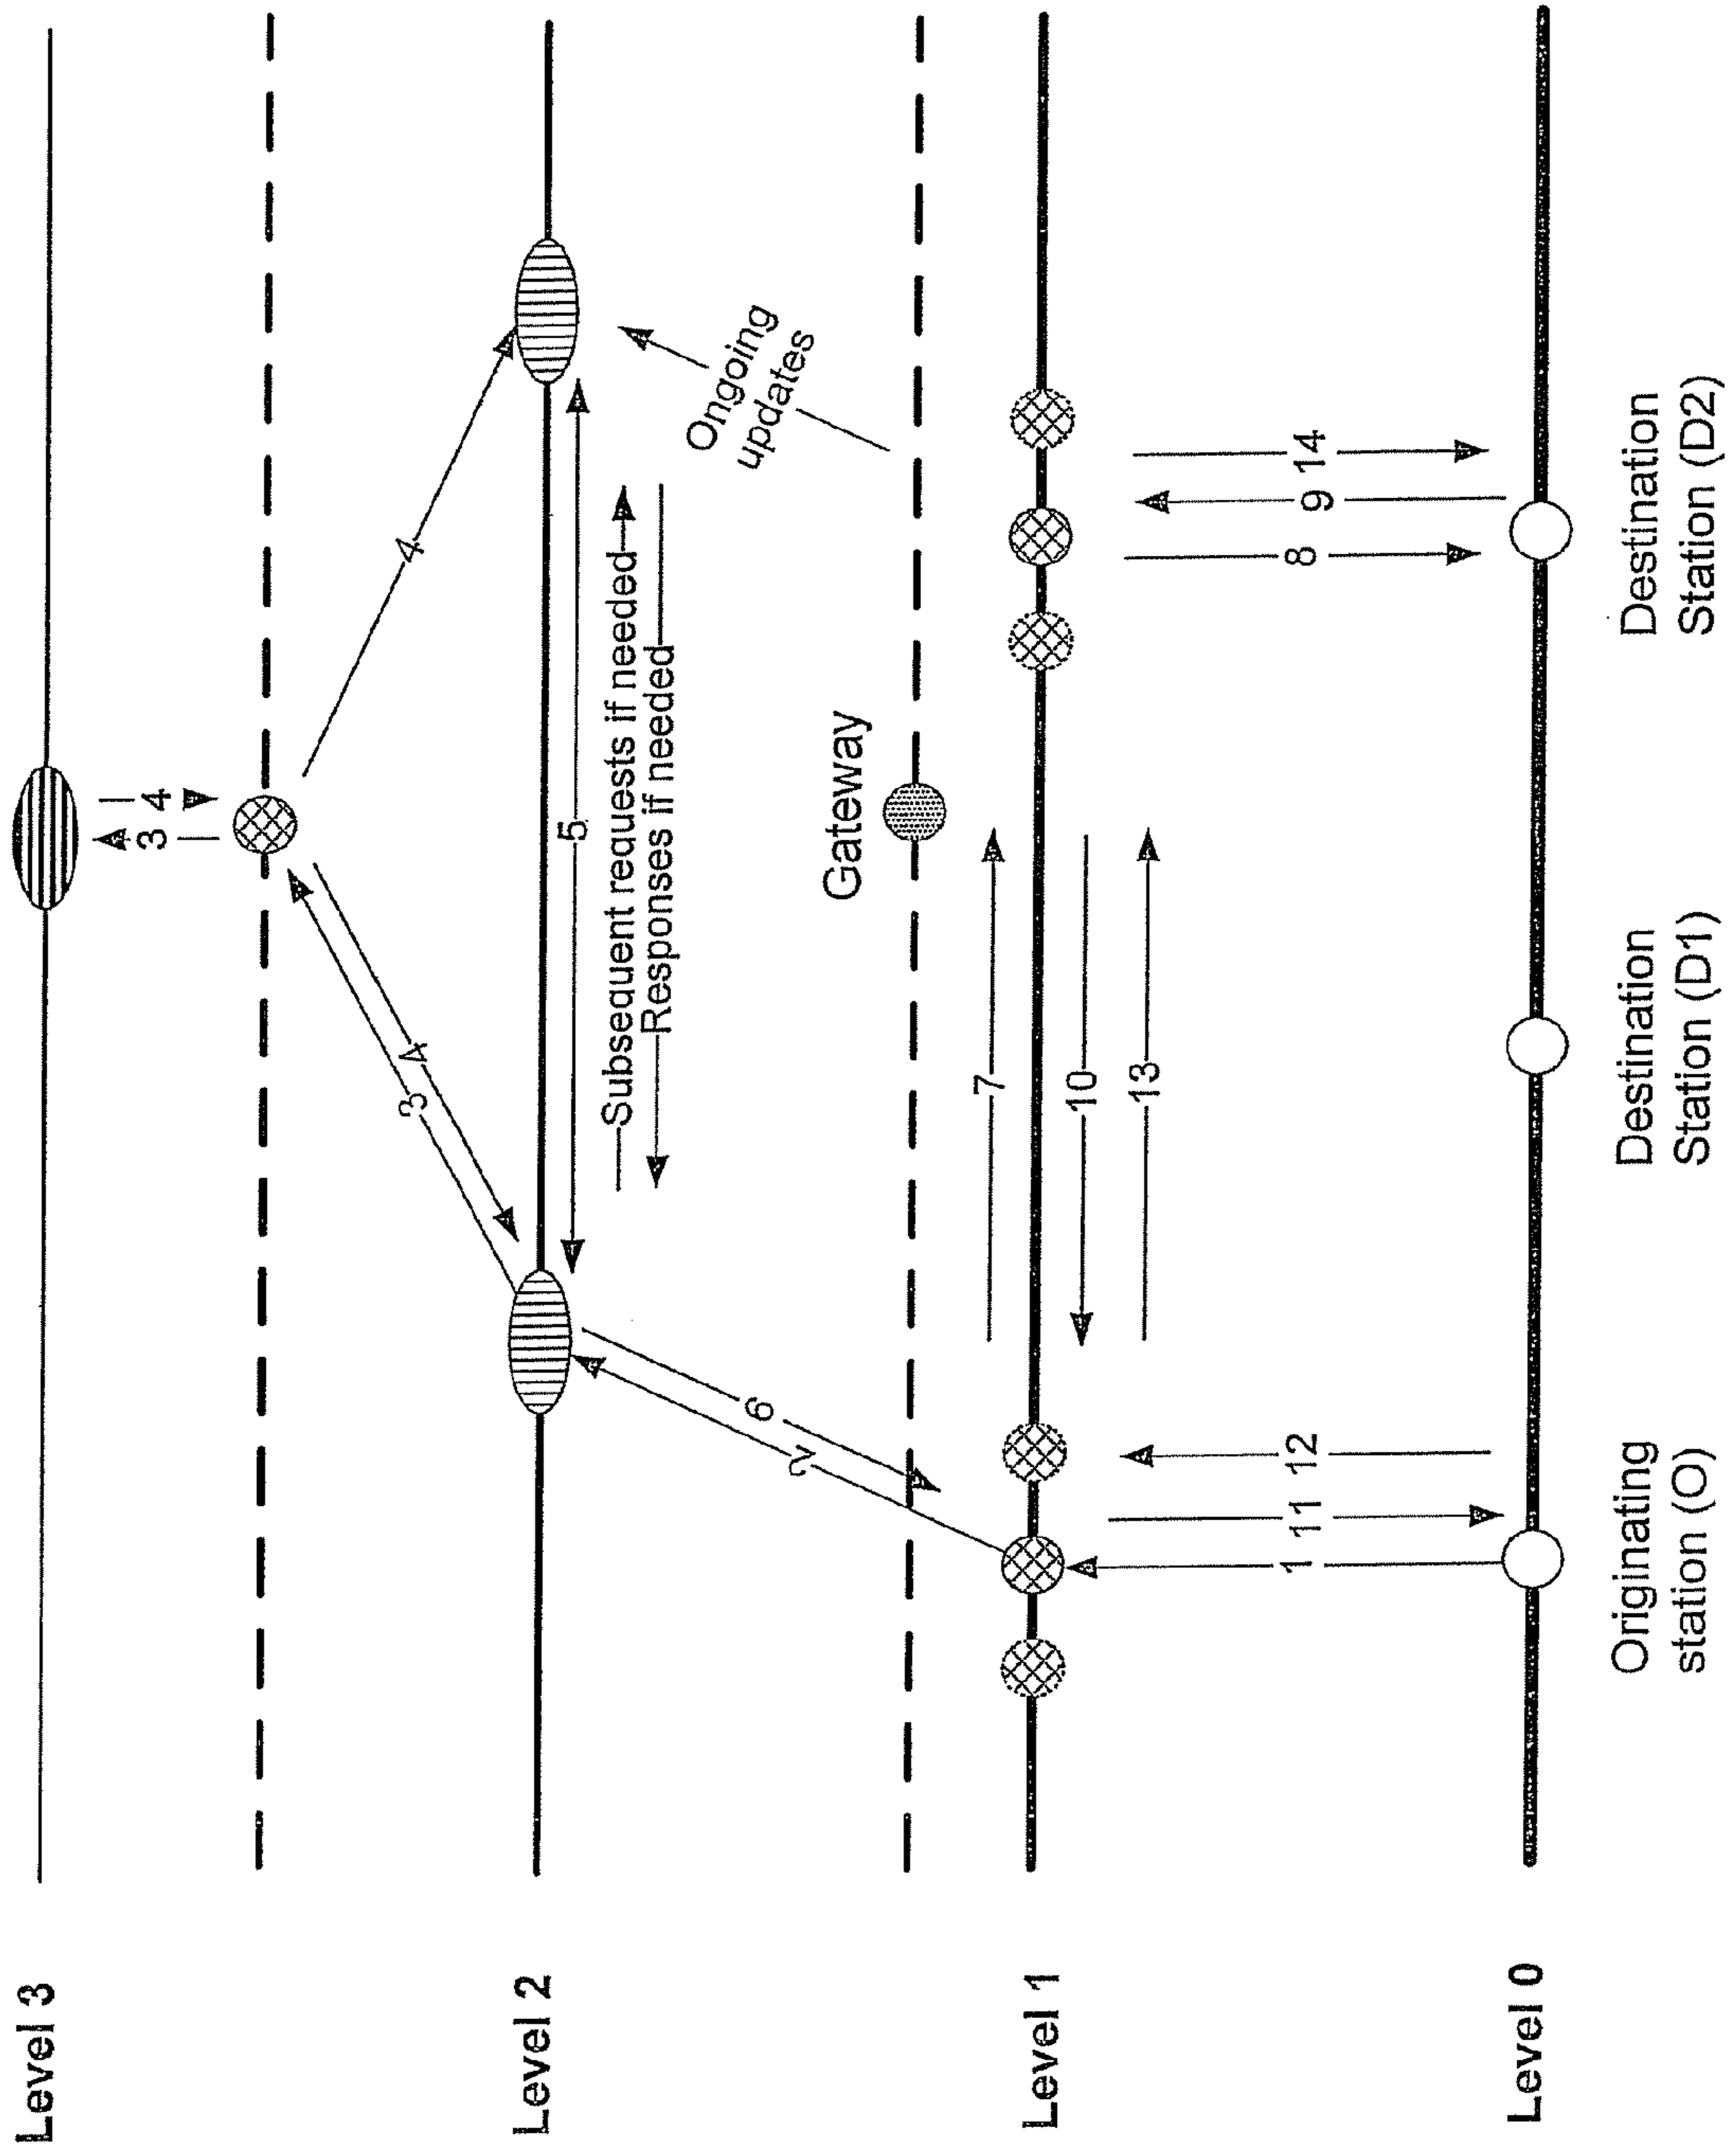 Level 3
3
4
3
4
4
Level 2
5
Subsequent requests if needed
Responses if needed
Ongoing
updates
2
6
Gateway
Level 1
7
10
13
1
11
12
8
9
14
Level 0
Originating
station (O)
Destination
Station (D1)
Destination
Station (D2)